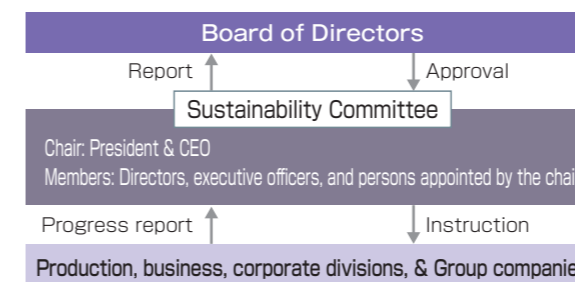 Board of Directors
Report
Approval
Sustainability Committee
Chair: President & CEO
Members: Directors, executive officers, and persons appointed by the chai
Progress report
Instruction
Production, business, corporate divisions, & Group companie